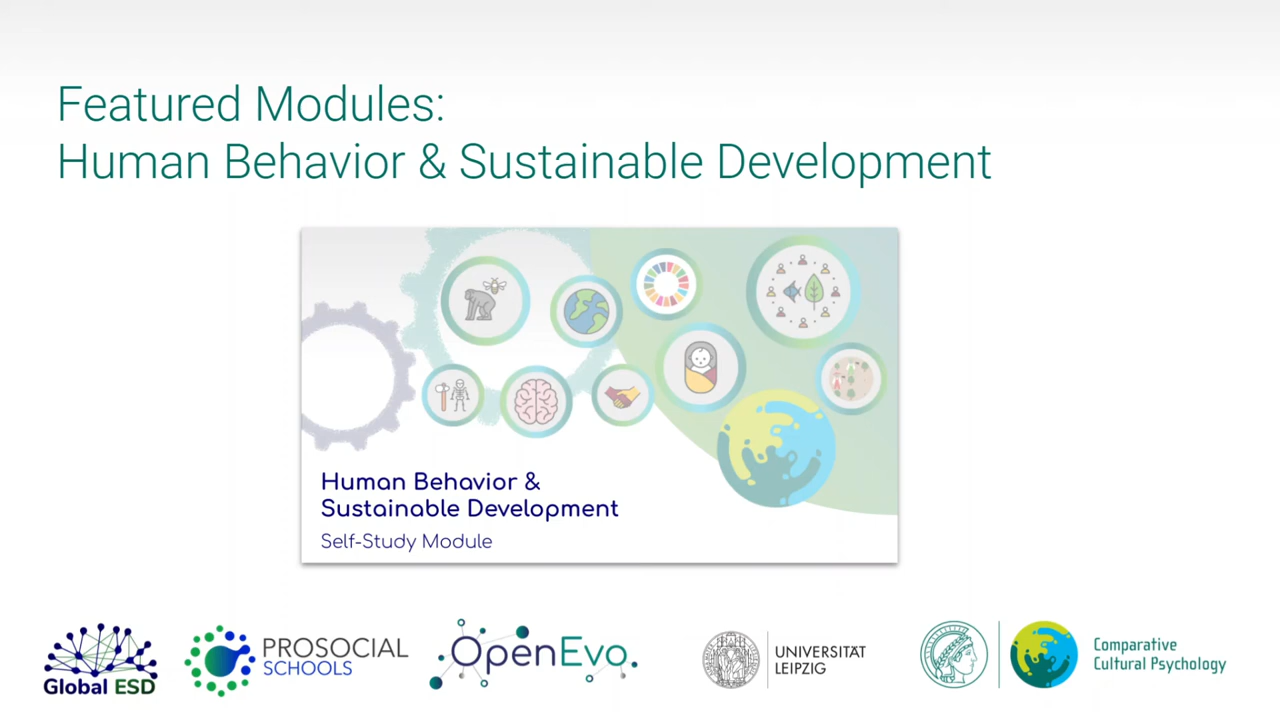 Featured Modules:
Human Behavior & Sustainable Development
Human Behavior &
Sustainable Development
Self-Study Module
Global ESD
PROSOCIAL
SCHOOLS
OpenEvo
UNIVERSITÄT
LEIPZIG
Comparative
Cultural Psychology